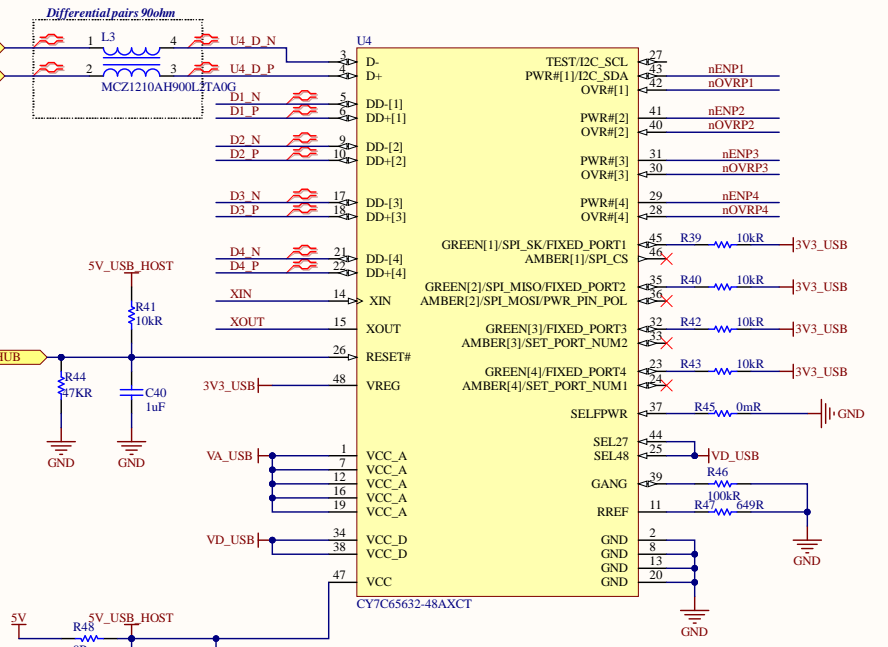 Differential pairs 90ohm
L3
1 4
2 3
MCZ1210AH900L2TA0G
U4_D_N
U4_D_P
D1_N
D1_P
D2_N
D2_P
D3_N
D3_P
D4_N
D4_P
XIN
XOUT
5V_USB_HOST
R41
10kR
HUB
R44
47KR
C40
1uF
GND
GND
3V3_USB
VA_USB
VD_USB
5V
R48
5V_USB_HOST
U4
3 D-
4 D+
5 DD-[1]
6 DD+[1]
9 DD-[2]
10 DD+[2]
17 DD-[3]
18 DD+[3]
21 DD-[4]
22 DD+[4]
14 XIN
15 XOUT
26 RESET#
48 VREG
1 VCC_A
7 VCC_A
12 VCC_A
16 VCC_A
19 VCC_A
34 VCC_D
38 VCC_D
47 VCC
CY7C65632-48AXCT
TEST/I2C_SCL 27
PWR#[1]/I2C_SDA 43 nENP1
OVR#[1] 42 nOVRP1
PWR#[2] 41 nENP2
OVR#[2] 40 nOVRP2
PWR#[3] 31 nENP3
OVR#[3] 30 nOVRP3
PWR#[4] 29 nENP4
OVR#[4] 28 nOVRP4
GREEN[1]/SPI_SK/FIXED_PORT1 45 R39 10kR 3V3_USB
AMBER[1]/SPI_CS 46
GREEN[2]/SPI_MISO/FIXED_PORT2 35 R40 10kR 3V3_USB
AMBER[2]/SPI_MOSI/PWR_PIN_POL 36
GREEN[3]/FIXED_PORT3 32 R42 10kR 3V3_USB
AMBER[3]/SET_PORT_NUM2 33
GREEN[4]/FIXED_PORT4 23 R43 10kR 3V3_USB
AMBER[4]/SET_PORT_NUM1 24
SELFPWR 37 R45 0mR GND
SEL27 44
SEL48 25 VD_USB
GANG 39 R46
100kR
RREF 11 R47 649R
GND 2
GND 8
GND 13
GND 20
GND
GND